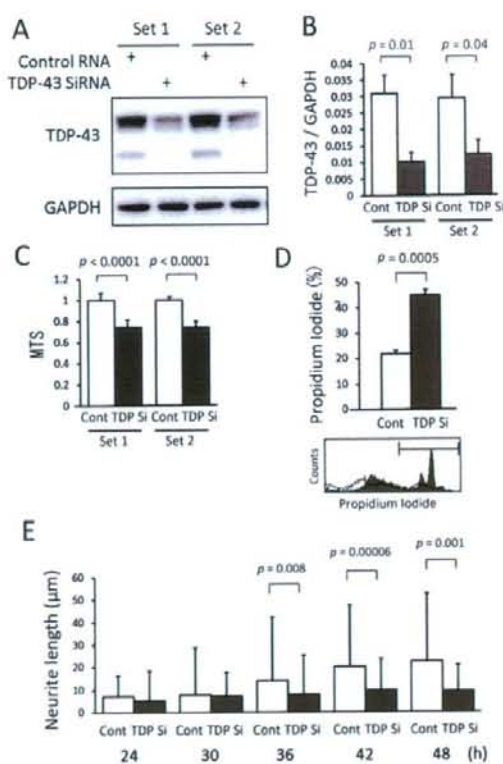 A
Set 1 Set 2
Control RNA + +
TDP-43 SiRNA + +
TDP-43
GAPDH
B
p = 0.01 p = 0.04
TDP-43 / GAPDH
0.04
0.035
0.03
0.025
0.02
0.015
0.01
0.005
0
Cont TDP Si Cont TDP Si
Set 1 Set 2
C
p < 0.0001 p < 0.0001
MTS
1.2
1
0.8
0.6
0.4
0.2
0
Cont TDP Si Cont TDP Si
Set 1 Set 2
D
p = 0.0005
Propidium Iodide (%)
50
40
30
20
10
0
Cont TDP Si
Counts
Propidium Iodide
E
p = 0.008 p = 0.00006 p = 0.001
Neurite length (μm)
60
50
40
30
20
10
0
Cont TDP Si Cont TDP Si Cont TDP Si Cont TDP Si Cont TDP Si
24 30 36 42 48 (h)